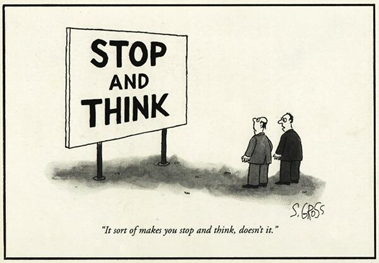 STOP
AND
THINK
S. GROSS
"It sort of makes you stop and think, doesn't it."